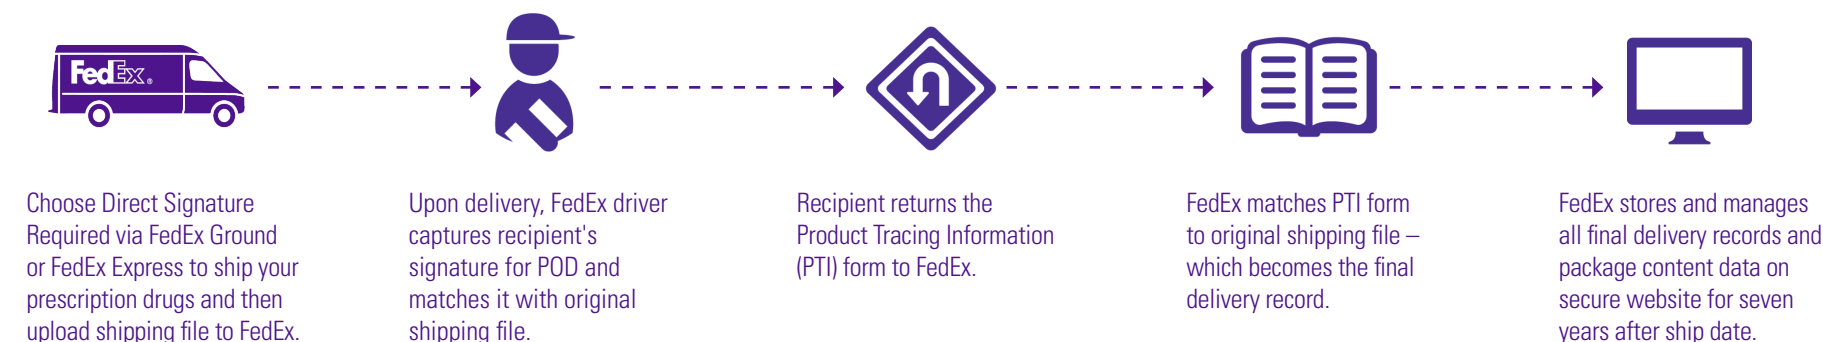 FedEx.
Choose Direct Signature
Required via FedEx Ground
or FedEx Express to ship your
prescription drugs and then
upload shipping file to FedEx.
Upon delivery, FedEx driver
captures recipient's
signature for POD and
matches it with original
shipping file.
Recipient returns the
Product Tracing Information
(PTI) form to FedEx.
FedEx matches PTI form
to original shipping file –
which becomes the final
delivery record.
FedEx stores and manages
all final delivery records and
package content data on
secure website for seven
years after ship date.